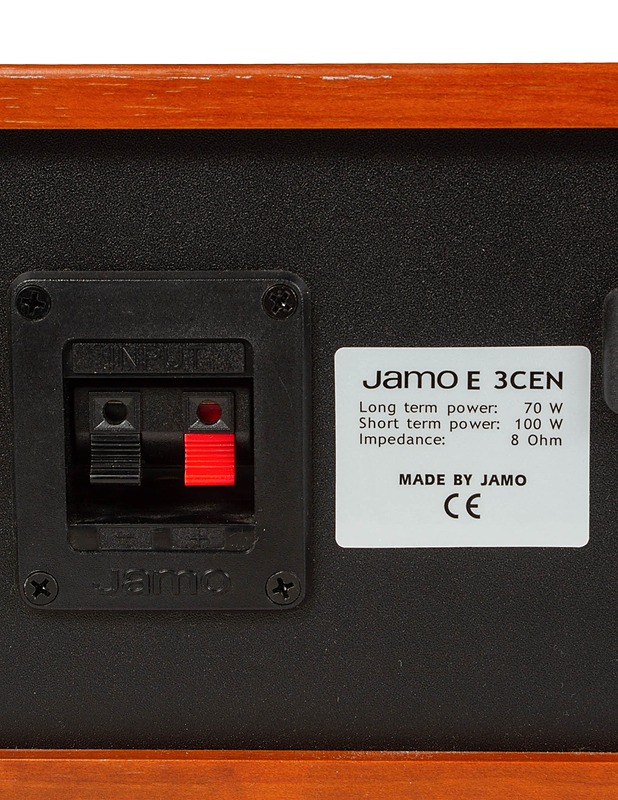 INPUT
- +
Jamo
Jamo E 3CEN
Long term power: 70 W
Short term power: 100 W
Impedance: 8 Ohm
MADE BY JAMO
CE